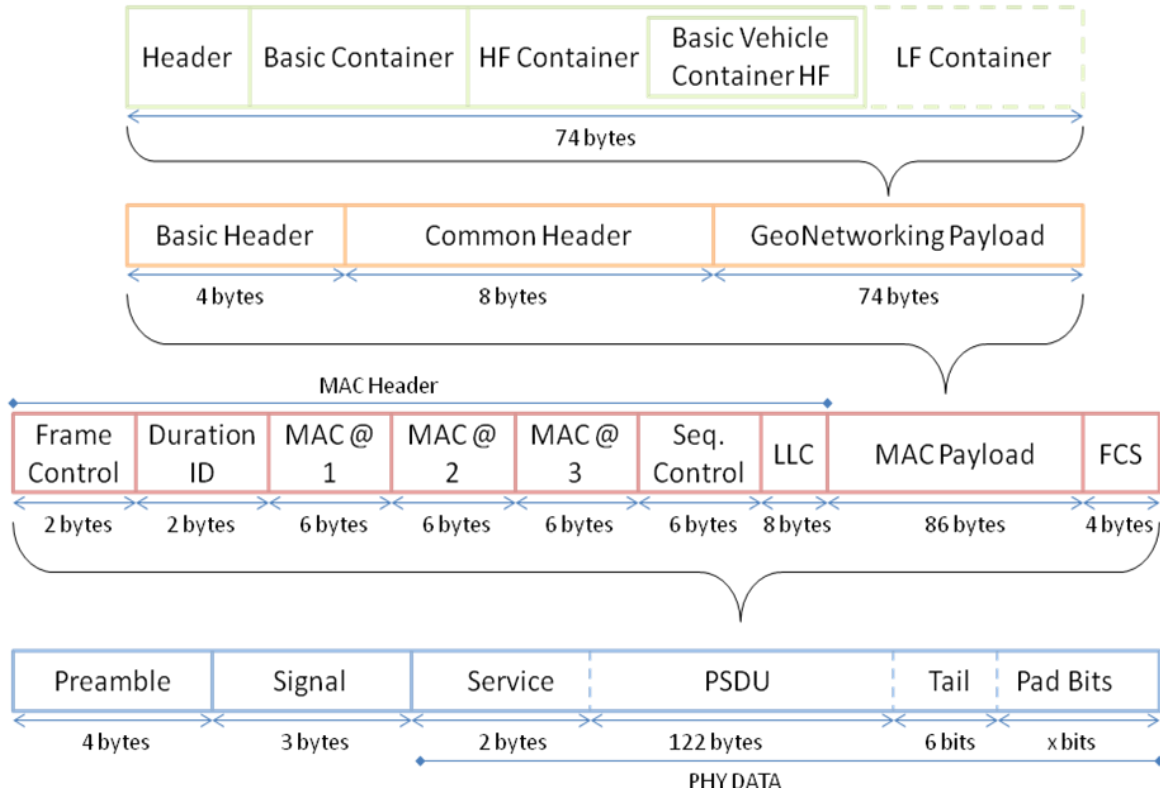 Header
Basic Container
HF Container
Basic Vehicle
Container HF
LF Container
74 bytes
Basic Header
Common Header
GeoNetworking Payload
4 bytes
8 bytes
74 bytes
MAC Header
Frame
Control
Duration
ID
MAC @
1
MAC @
2
MAC @
3
Seq.
Control
LLC
MAC Payload
FCS
2 bytes
2 bytes
6 bytes
6 bytes
6 bytes
6 bytes
8 bytes
86 bytes
4 bytes
Preamble
Signal
Service
PSDU
Tail
Pad Bits
4 bytes
3 bytes
2 bytes
122 bytes
6 bits
x bits
PHY DATA